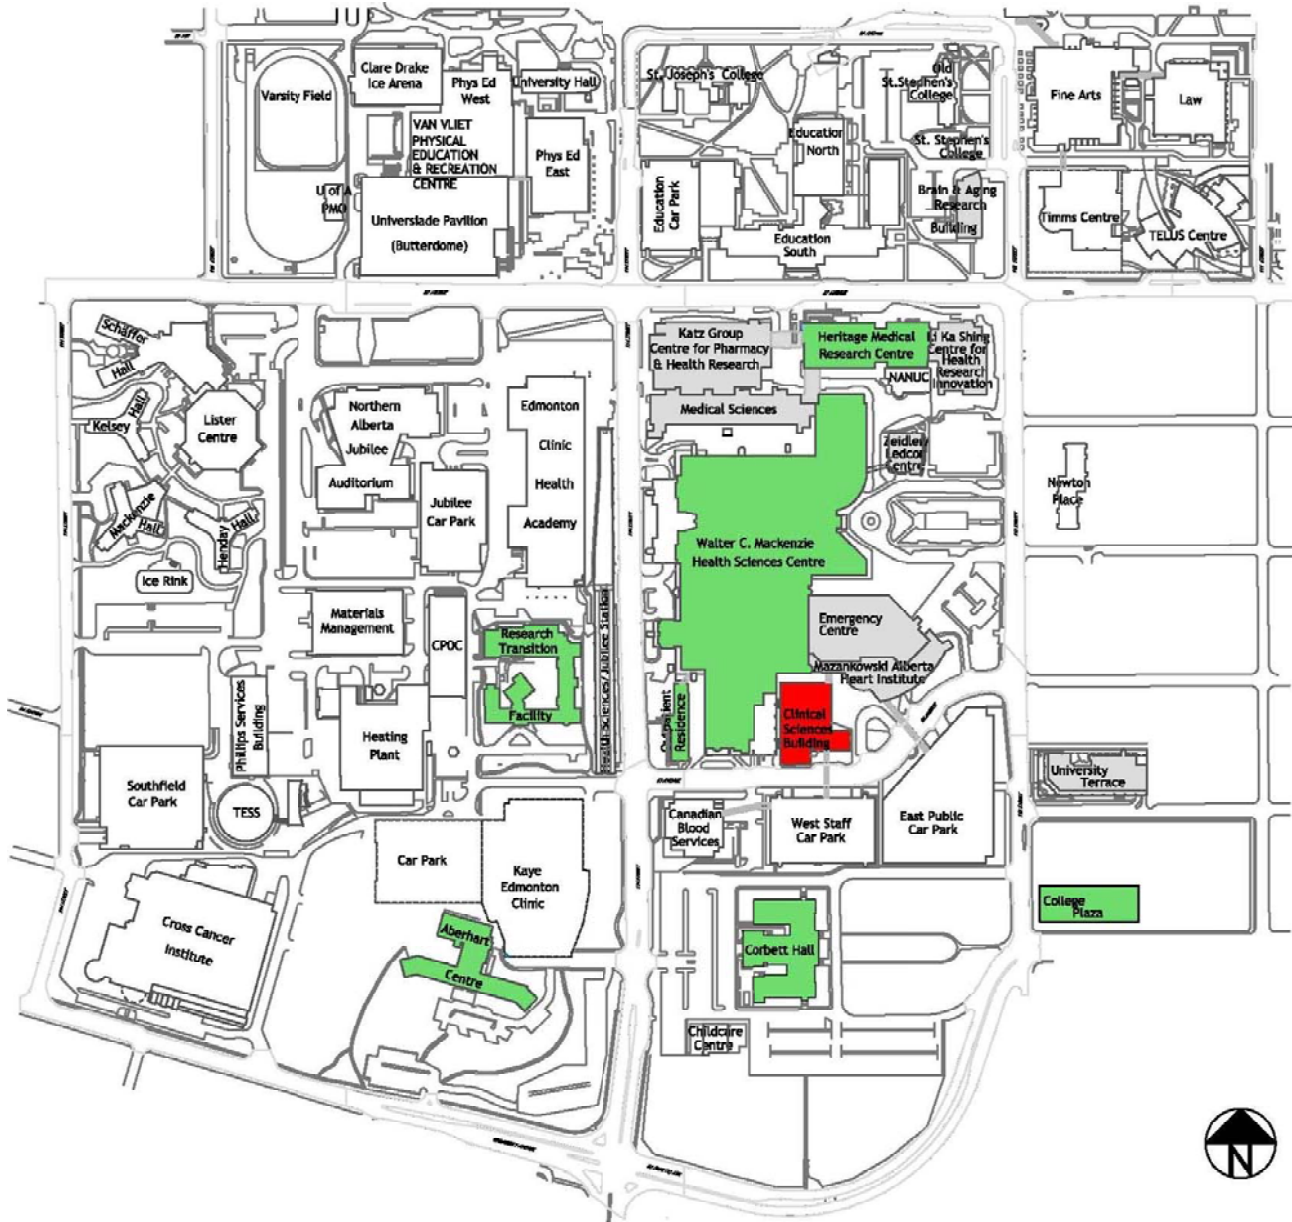 Varsity Field
Clare Drake
Ice Arena
Phys Ed
West
University Hall
VAN VLIET
PHYSICAL
EDUCATION
& RECREATION
CENTRE
Phys Ed
East
U of A
PMO
Universiade Pavilion
(Butterdome)
St. Joseph's College
Old
St.Stephen's
College
Education
North
St. Stephen's
College
Education
Car Park
Brain & Aging
Research
Building
Education
South
Fine Arts
Law
Timms Centre
TELUS Centre
Schaffer
Hall
Kelsey
Hall
Lister
Centre
Mackenzie
Hall
Henday
Hall
Ice Rink
Northern
Alberta
Jubilee
Auditorium
Jubilee
Car Park
Edmonton
Clinic
Health
Academy
Katz Group
Centre for Pharmacy
& Health Research
Heritage Medical
Research Centre
Li Ka Shing
Centre for
Health
Research
Innovation
NANUC
Medical Sciences
Zeidler
Ledcor
Centre
Newton
Place
Walter C. Mackenzie
Health Sciences Centre
Materials
Management
CPOC
Research
Transition
Facility
Health Sciences/Jubilee Station
Emergency
Centre
Mazankowski Alberta
Heart Institute
Outpatient
Residence
Clinical
Sciences
Building
Phillips Services
Building
Heating
Plant
Southfield
Car Park
TESS
University
Terrace
Canadian
Blood
Services
West Staff
Car Park
East Public
Car Park
Car Park
Kaye
Edmonton
Clinic
Cross Cancer
Institute
Aberhart
Centre
Corbett Hall
College
Plaza
Childcare
Centre
N